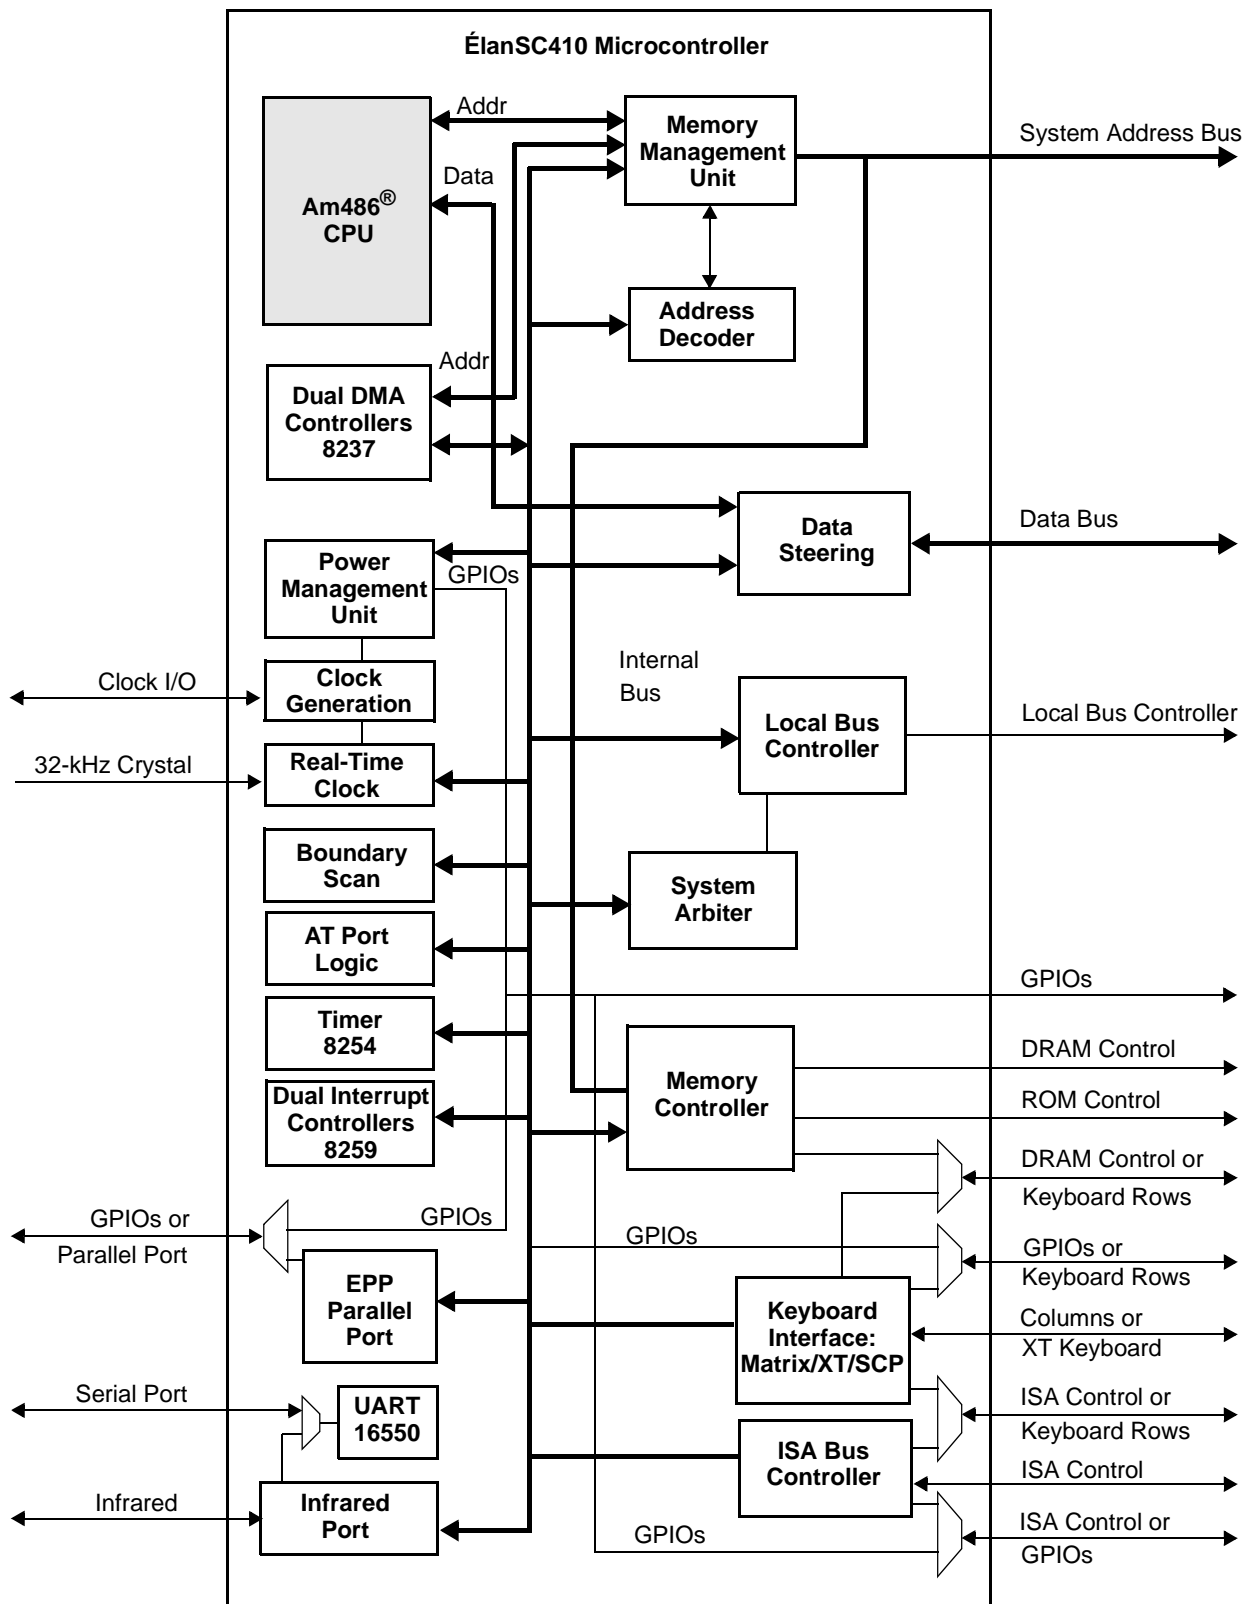 ÉlanSC410 Microcontroller
Addr
Memory
Management
Unit
System Address Bus
Data
Am486®
CPU
Address
Decoder
Addr
Dual DMA
Controllers
8237
Data
Steering
Data Bus
Power
Management
Unit
GPIOs
Internal
Bus
Clock I/O
Clock
Generation
Local Bus
Controller
Local Bus Controller
32-kHz Crystal
Real-Time
Clock
Boundary
Scan
System
Arbiter
AT Port
Logic
GPIOs
Timer
8254
DRAM Control
Memory
Controller
ROM Control
Dual Interrupt
Controllers
8259
DRAM Control or
Keyboard Rows
GPIOs or
Parallel Port
GPIOs
GPIOs
GPIOs or
Keyboard Rows
EPP
Parallel
Port
Keyboard
Interface:
Matrix/XT/SCP
Columns or
XT Keyboard
Serial Port
UART
16550
ISA Control or
Keyboard Rows
ISA Bus
Controller
ISA Control
Infrared
Infrared
Port
GPIOs
ISA Control or
GPIOs